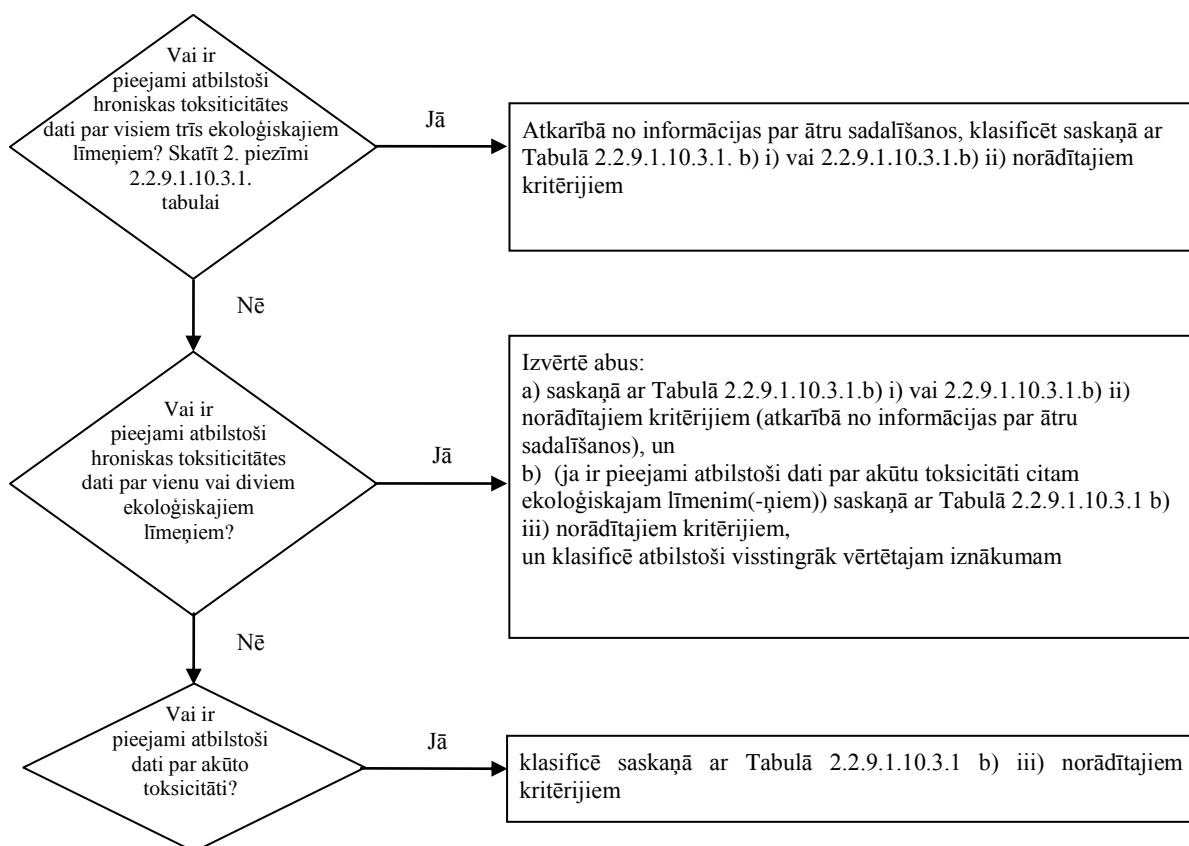 Vai ir
pieejami atbilstoši
hroniskas toksiticitātes
dati par visiem trīs ekoloģiskajiem
līmeņiem? Skatīt 2. piezīmi
2.2.9.1.10.3.1.
tabulai
Jā
Atkarībā no informācijas par ātru sadalīšanos, klasificēt saskaņā ar
Tabulā 2.2.9.1.10.3.1. b) i) vai 2.2.9.1.10.3.1.b) ii) norādītajiem
kritērijiem
Nē
Vai ir
pieejami atbilstoši
hroniskas toksiticitātes
dati par vienu vai diviem
ekoloģiskajiem
līmeņiem?
Jā
Izvērtē abus:
a) saskaņā ar Tabulā 2.2.9.1.10.3.1.b) i) vai 2.2.9.1.10.3.1.b) ii)
norādītajiem kritērijiem (atkarībā no informācijas par ātru
sadalīšanos), un
b) (ja ir pieejami atbilstoši dati par akūtu toksicitāti citam
ekoloģiskajam līmenim(-ņiem)) saskaņā ar Tabulā 2.2.9.1.10.3.1 b)
iii) norādītajiem kritērijiem,
un klasificē atbilstoši visstingrāk vērtētajam iznākumam
Nē
Vai ir
pieejami atbilstoši
dati par akūto
toksicitāti?
Jā
klasificē saskaņā ar Tabulā 2.2.9.1.10.3.1 b) iii) norādītajiem
kritērijiem